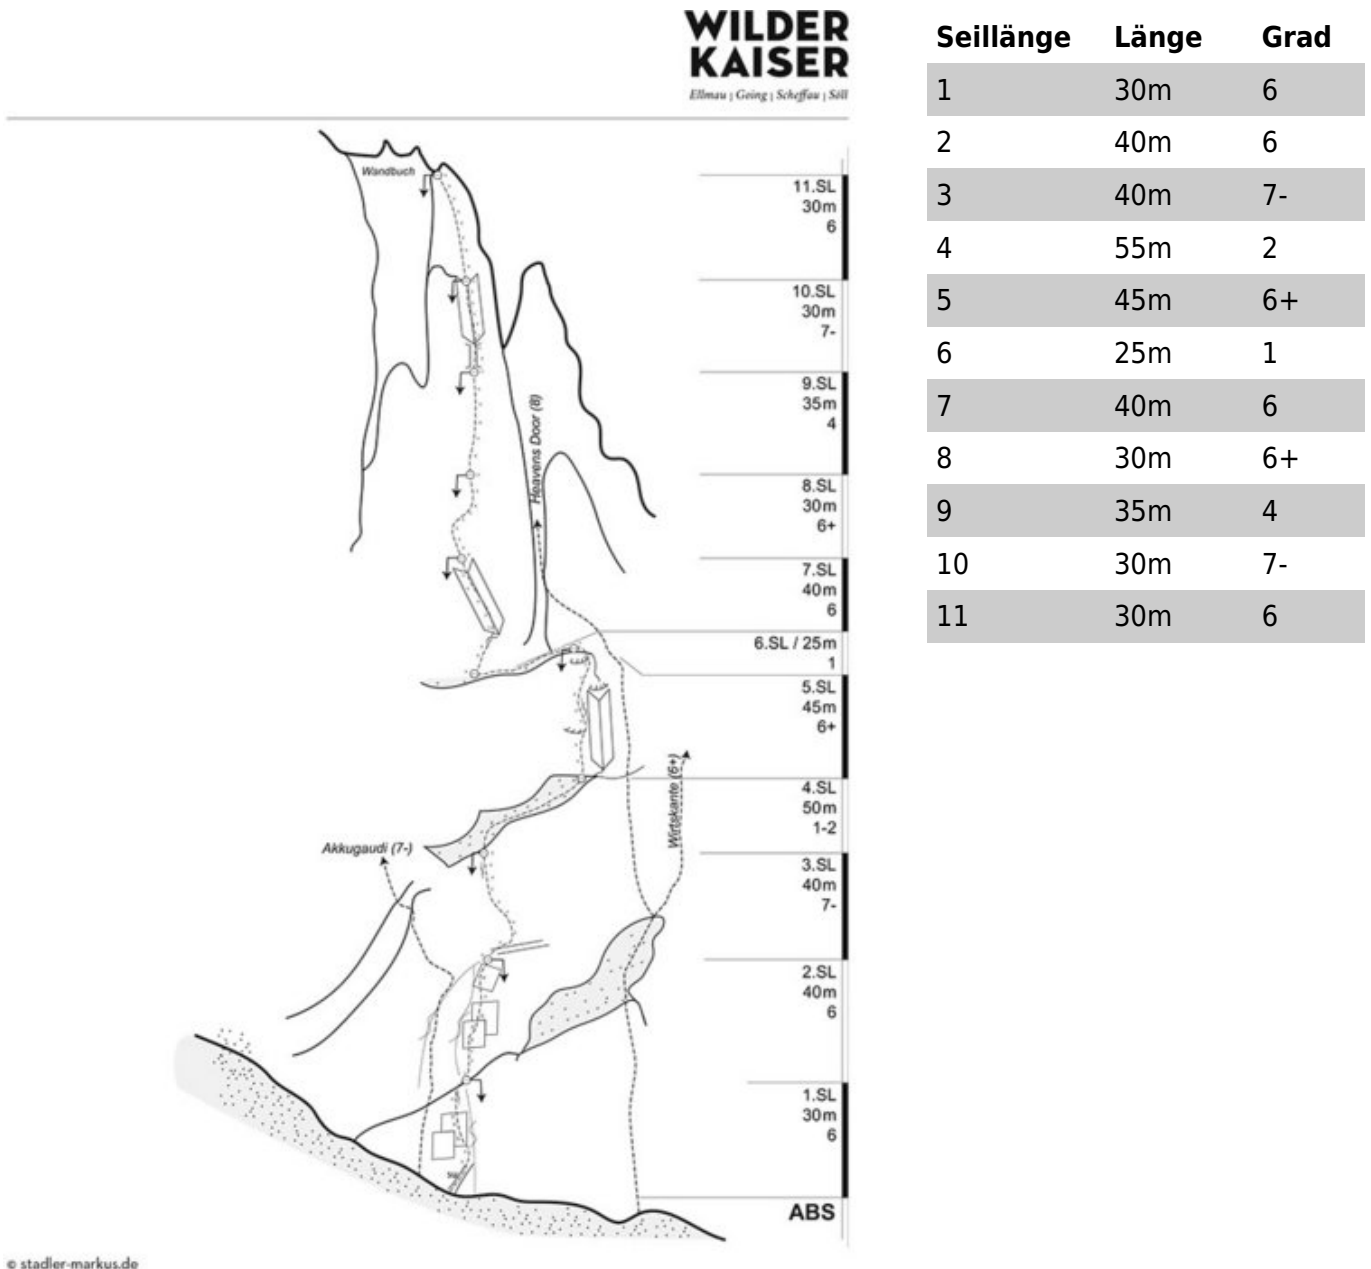 WILDER
KAISER
Ellmau | Going | Scheffau | Söll
Wandbuch
11.SL
30m
6
10.SL
30m
7-
9.SL
35m
4
Heavens Door (8)
8.SL
30m
6+
7.SL
40m
6
6.SL / 25m
1
5.SL
45m
6+
Wirtskante (6+)
4.SL
50m
1-2
Akkugaudi (7-)
3.SL
40m
7-
2.SL
40m
6
1.SL
30m
6
ABS
© stadler-markus.de
Seillänge Länge Grad
1 30m 6
2 40m 6
3 40m 7-
4 55m 2
5 45m 6+
6 25m 1
7 40m 6
8 30m 6+
9 35m 4
10 30m 7-
11 30m 6